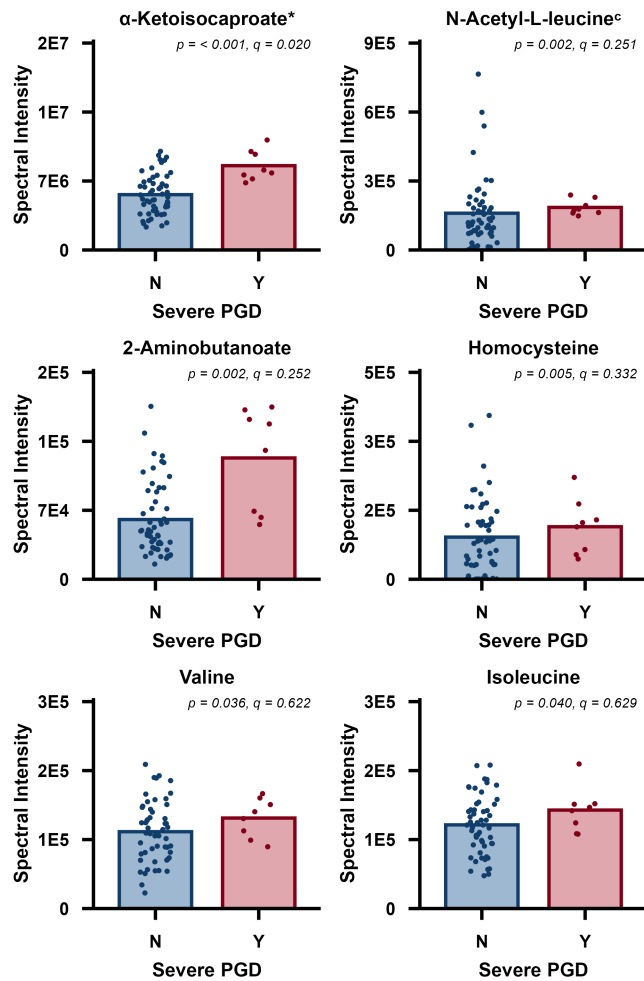 α-Ketoisocaproate*
p = < 0.001, q = 0.020
Spectral Intensity
2E7
1E7
7E6
0
N
Y
Severe PGD
N-Acetyl-L-leucineᶜ
p = 0.002, q = 0.251
Spectral Intensity
9E5
6E5
3E5
0
N
Y
Severe PGD
2-Aminobutanoate
p = 0.002, q = 0.252
Spectral Intensity
2E5
1E5
7E4
0
N
Y
Severe PGD
Homocysteine
p = 0.005, q = 0.332
Spectral Intensity
5E5
3E5
2E5
0
N
Y
Severe PGD
Valine
p = 0.036, q = 0.622
Spectral Intensity
3E5
2E5
1E5
0
N
Y
Severe PGD
Isoleucine
p = 0.040, q = 0.629
Spectral Intensity
3E5
2E5
1E5
0
N
Y
Severe PGD